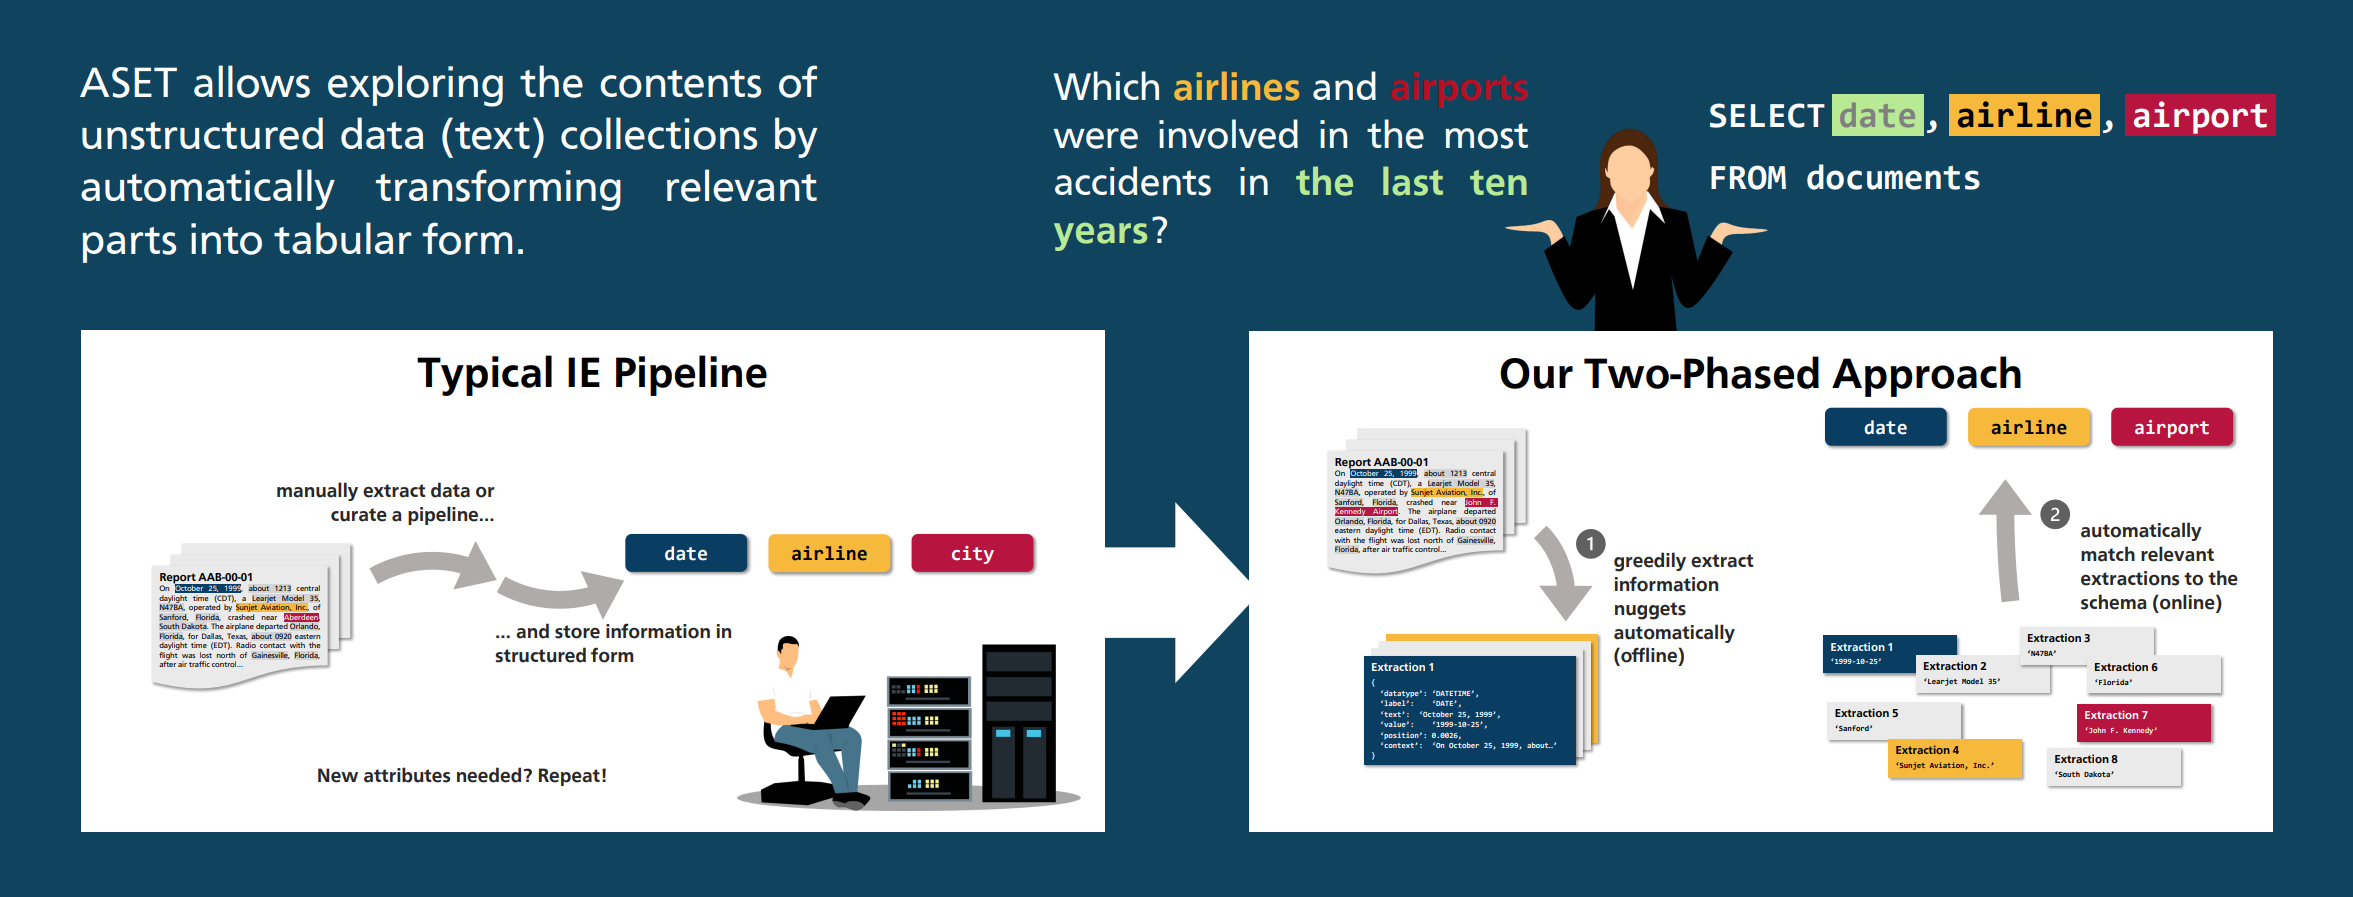 ASET allows exploring the contents of
unstructured data (text) collections by
automatically transforming relevant
parts into tabular form.
Which airlines and airports
were involved in the most
accidents in the last ten
years?
SELECT date, airline, airport
FROM documents
Typical IE Pipeline
manually extract data or
curate a pipeline...
Report AAB-00-01
On October 25, 1999, about 1213 central
daylight time (CDT), a Learjet Model 35,
N47BA, operated by Sunjet Aviation, Inc., of
Sanford, Florida, crashed near Aberdeen,
South Dakota. The airplane departed Orlando,
Florida, for Dallas, Texas, about 0920 eastern
daylight time (EDT). Radio contact with the
flight was lost north of Gainesville, Florida,
after air traffic control...
... and store information in
structured form
date
airline
city
New attributes needed? Repeat!
Our Two-Phased Approach
Report AAB-00-01
On October 25, 1999, about 1213 central
daylight time (CDT), a Learjet Model 35,
N47BA, operated by Sunjet Aviation, Inc., of
Sanford, Florida, crashed near John F.
Kennedy Airport. The airplane departed
Orlando, Florida, for Dallas, Texas, about 0920
eastern daylight time (EDT). Radio contact
with the flight was lost north of Gainesville,
Florida, after air traffic control...
1
greedily extract
information
nuggets
automatically
(offline)
Extraction 1
{
‘datatype’: ‘DATETIME’,
‘label’: ‘DATE’,
‘text’: ‘October 25, 1999’,
‘value’: ‘1999-10-25’,
‘position’: 0.0026,
‘context’: ‘On October 25, 1999, about…’
}
date
airline
airport
2
automatically
match relevant
extractions to the
schema (online)
Extraction 1
‘1999-10-25’
Extraction 2
‘Learjet Model 35’
Extraction 3
‘N47BA’
Extraction 6
‘Florida’
Extraction 5
‘Sanford’
Extraction 7
‘John F. Kennedy’
Extraction 4
‘Sunjet Aviation, Inc.’
Extraction 8
‘South Dakota’